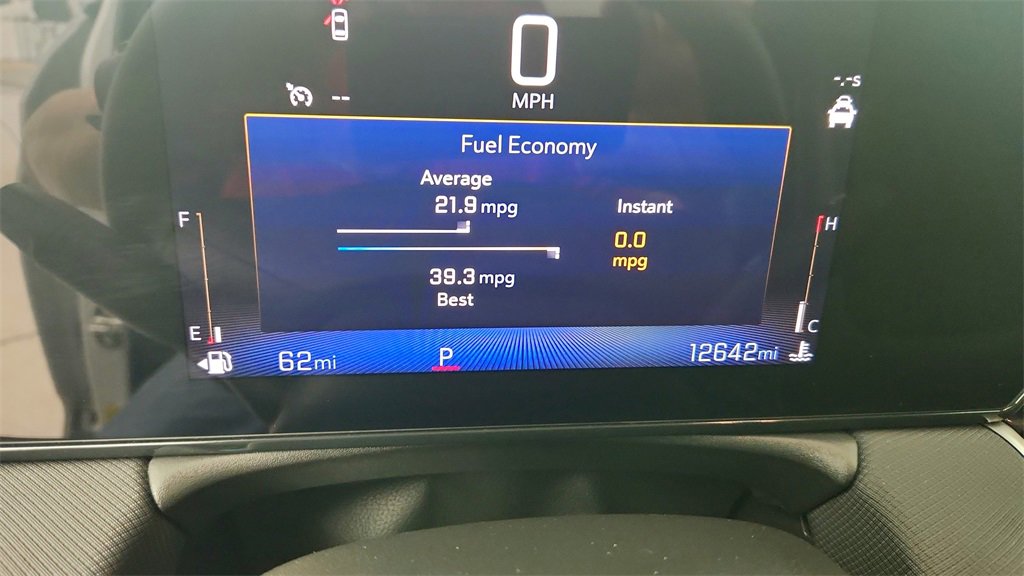 0
MPH
--
-.-s
Fuel Economy
Average
21.9 mpg
Instant
0.0
mpg
39.3 mpg
Best
F
E
H
C
62mi
P
12642mi